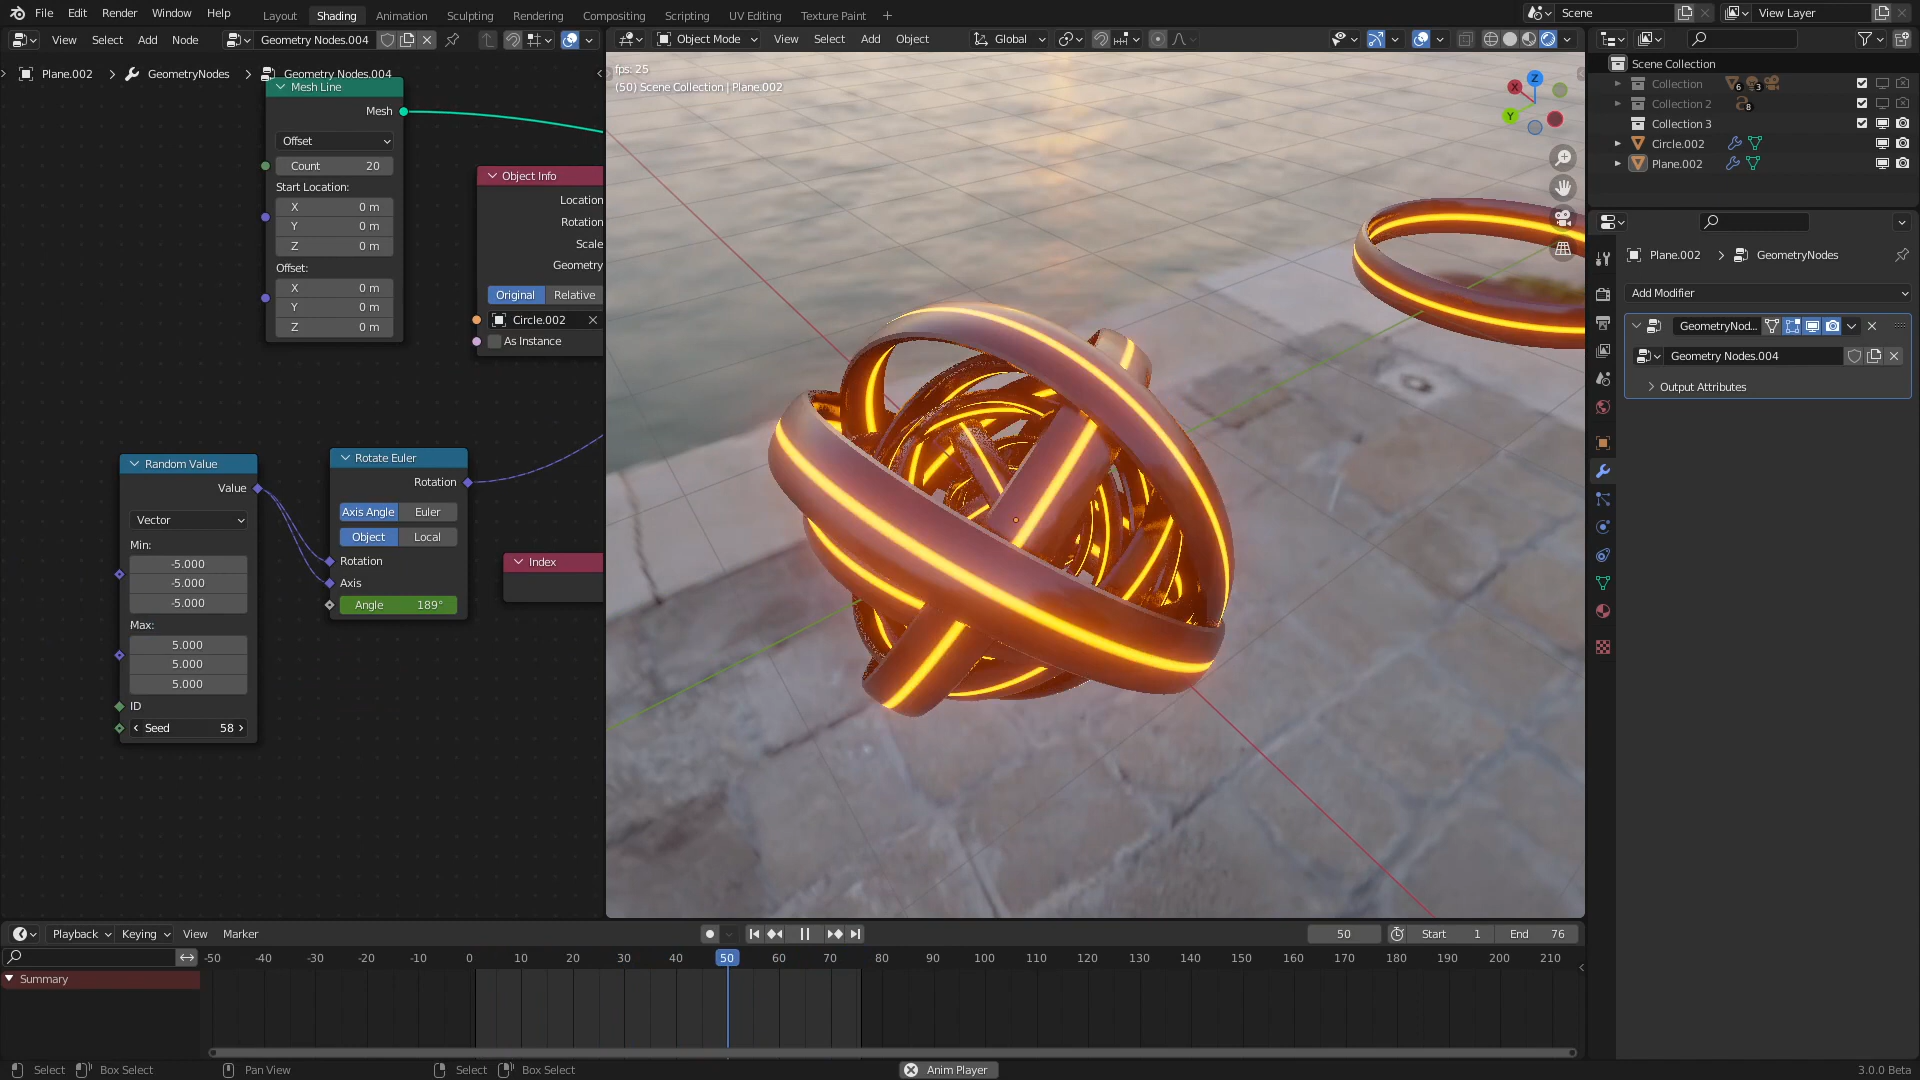 File Edit Render Window Help Layout Shading Animation Sculpting Rendering Compositing Scripting UV Editing Texture Paint + Scene View Layer
View Select Add Node Geometry Nodes.004 Object Mode View Select Add Object Global
Plane.002 > GeometryNodes > Geometry Nodes.004
Mesh Line
Mesh
Offset
Count 20
Start Location:
X 0 m
Y 0 m
Z 0 m
Offset:
X 0 m
Y 0 m
Z 0 m
Object Info
Location
Rotation
Scale
Geometry
Original Relative
Circle.002
As Instance
Random Value
Value
Vector
Min:
-5.000
-5.000
-5.000
Max:
5.000
5.000
5.000
ID
Seed 58
Rotate Euler
Rotation
Axis Angle Euler
Object Local
Rotation
Axis
Angle 189°
Index
fps: 25
(50) Scene Collection | Plane.002
Z
X
Y
Scene Collection
Collection 6 3
Collection 2 8
Collection 3
Circle.002
Plane.002
Plane.002 > GeometryNodes
Add Modifier
GeometryNod...
Geometry Nodes.004
Output Attributes
Playback Keying View Marker 50 Start 1 End 76
-50 -40 -30 -20 -10 0 10 20 30 40 50 60 70 80 90 100 110 120 130 140 150 160 170 180 190 200 210
Summary
Select Box Select Pan View Select Box Select Anim Player 3.0.0 Beta